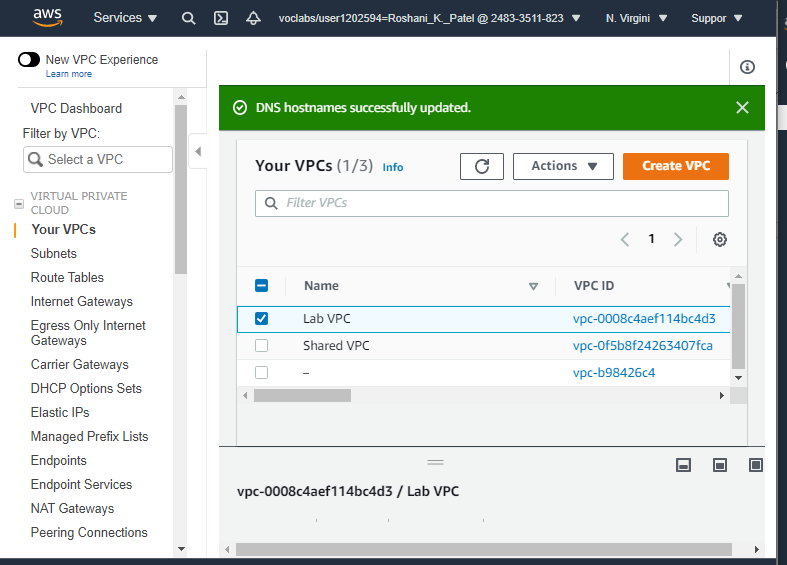 aws
Services
voclabs/user1202594=Roshani_K._Patel @ 2483-3511-823
N. Virgini
Suppor
New VPC Experience
Learn more
VPC Dashboard
Filter by VPC:
Select a VPC
VIRTUAL PRIVATE
CLOUD
Your VPCs
Subnets
Route Tables
Internet Gateways
Egress Only Internet
Gateways
Carrier Gateways
DHCP Options Sets
Elastic IPs
Managed Prefix Lists
Endpoints
Endpoint Services
NAT Gateways
Peering Connections
DNS hostnames successfully updated.
Your VPCs (1/3) Info
Actions
Create VPC
Filter VPCs
1
Name VPC ID
Lab VPC vpc-0008c4aef114bc4d3
Shared VPC vpc-0f5b8f24263407fca
– vpc-b98426c4
vpc-0008c4aef114bc4d3 / Lab VPC